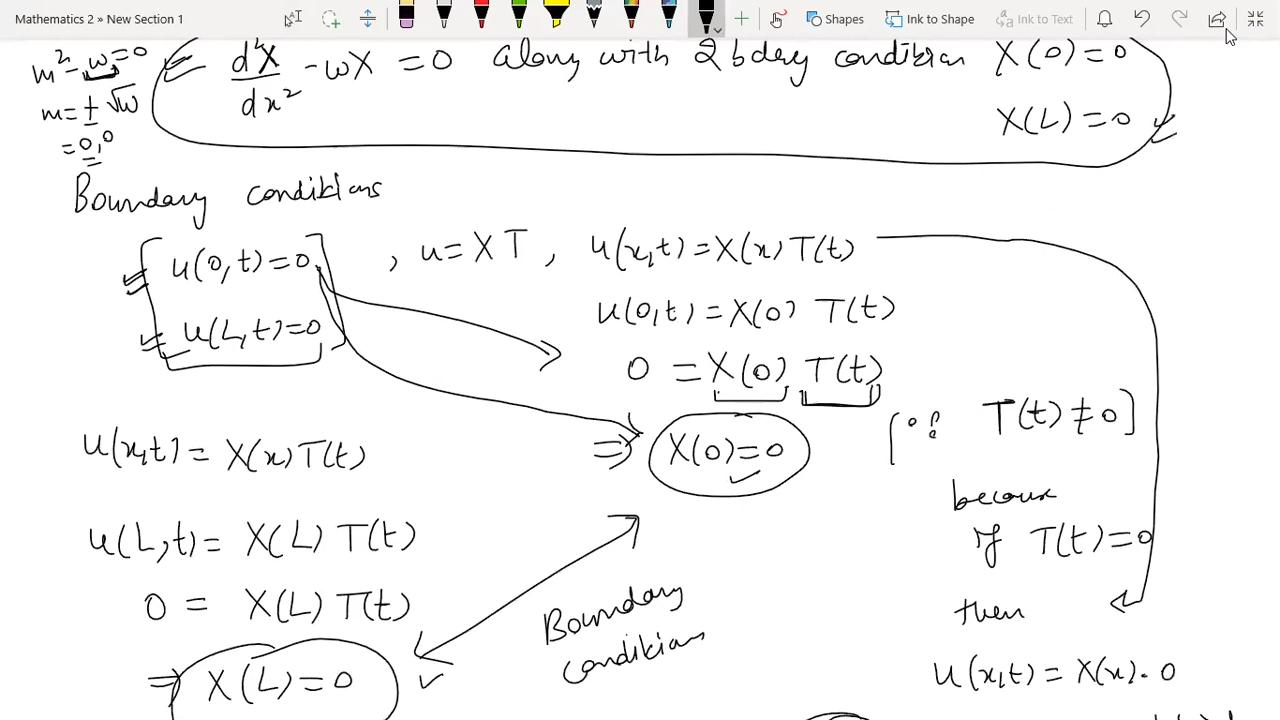 Mathematics 2 » New Section 1
Shapes
Ink to Shape
Ink to Text
m² - w = 0
m = ± √w
= 0, 0
d²X/dx² - wX = 0 along with 2 bdry condition X(0) = 0
X(L) = 0
Boundary conditions
u(0, t) = 0
u(L, t) = 0
, u = X T , u(x,t) = X(x) T(t)
u(0,t) = X(0) T(t)
0 = X(0) T(t)
⇒ X(0) = 0 [∵ T(t) ≠ 0]
because
if T(t) = 0
then
u(x,t) = X(x) . 0
u(x,t) = X(x) T(t)
u(L,t) = X(L) T(t)
0 = X(L) T(t)
⇒ X(L) = 0
Boundary
conditions